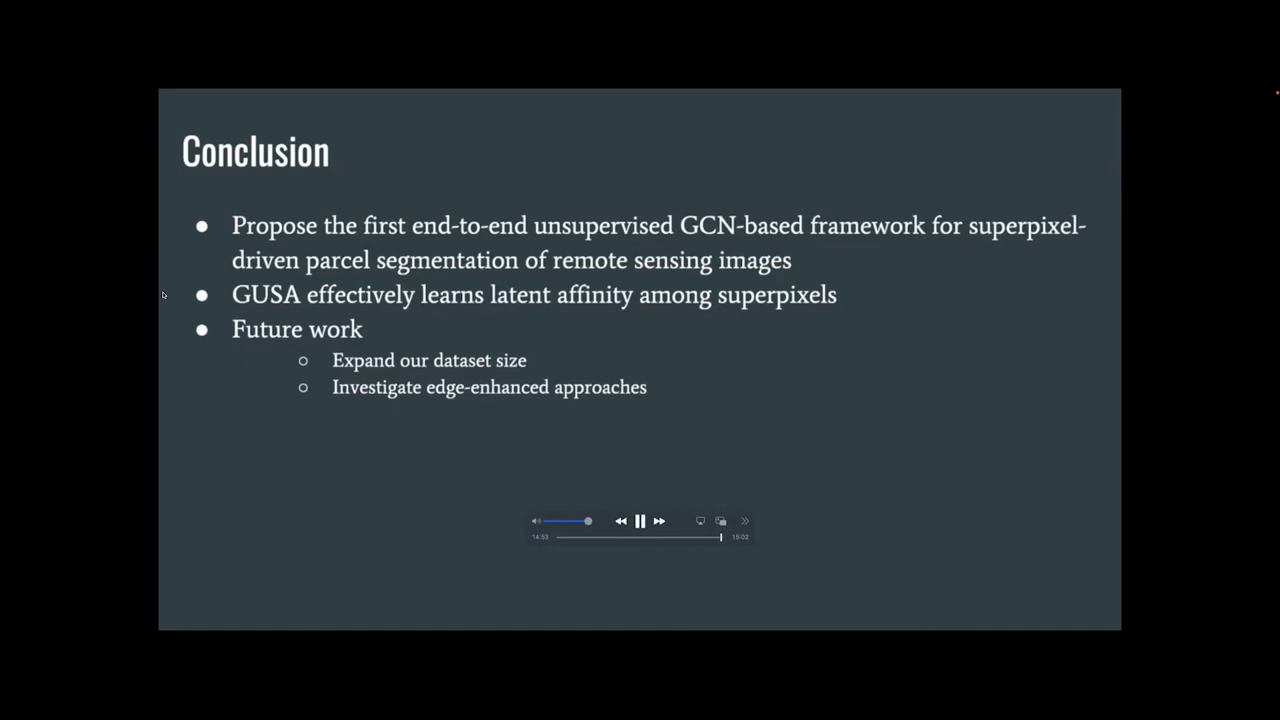 Conclusion
● Propose the first end-to-end unsupervised GCN-based framework for superpixel-
driven parcel segmentation of remote sensing images
● GUSA effectively learns latent affinity among superpixels
● Future work
○ Expand our dataset size
○ Investigate edge-enhanced approaches
14:53 15:02